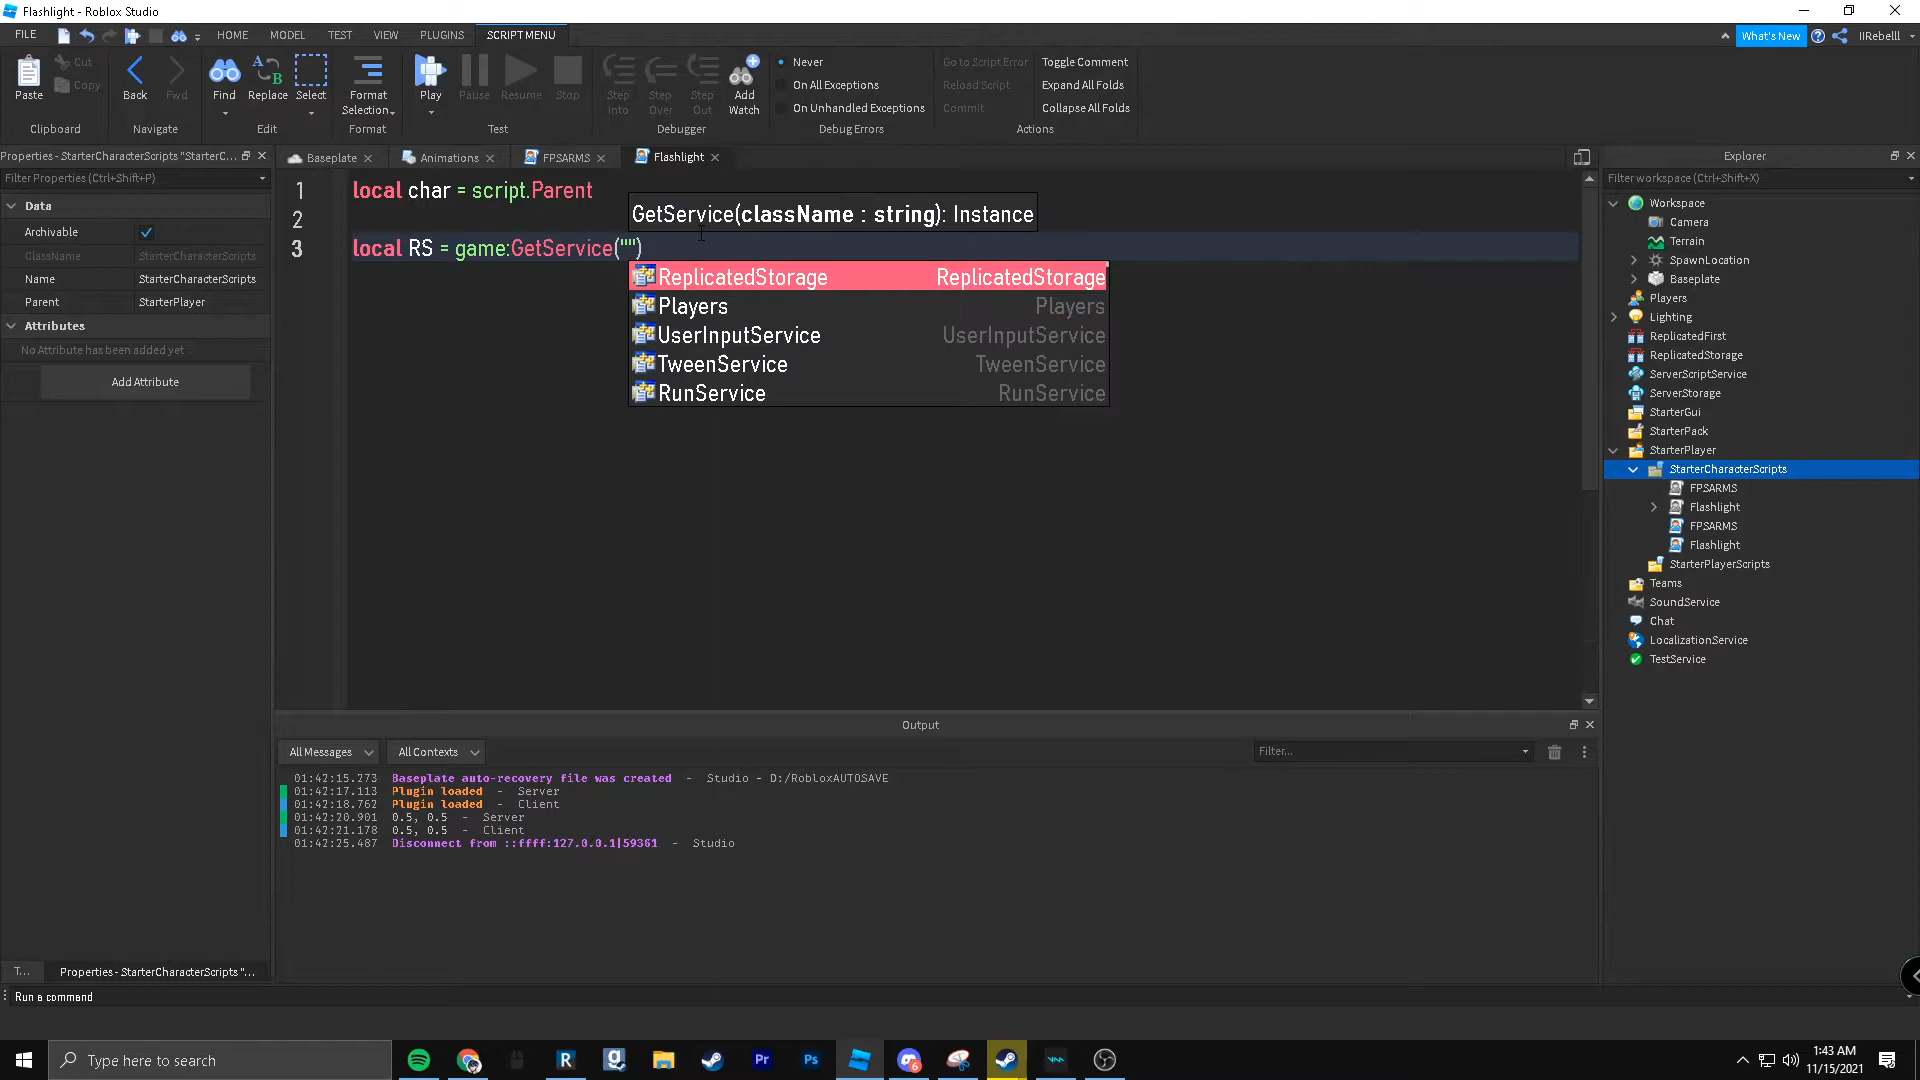 Flashlight - Roblox Studio
FILE HOME MODEL TEST VIEW PLUGINS SCRIPT MENU What's New IIRebelll
Paste Cut Copy Back Fwd Find Replace Select Format Selection Play Pause Resume Stop Step Into Step Over Step Out Add Watch
Never
On All Exceptions
On Unhandled Exceptions
Go to Script Error
Reload Script
Commit
Toggle Comment
Expand All Folds
Collapse All Folds
Clipboard Navigate Edit Format Test Debugger Debug Errors Actions
Properties - StarterCharacterScripts "StarterC...
Filter Properties (Ctrl+Shift+P)
Data
Archivable
ClassName StarterCharacterScripts
Name StarterCharacterScripts
Parent StarterPlayer
Attributes
No Attribute has been added yet
Add Attribute
Baseplate Animations FPSARMS Flashlight
1 local char = script.Parent
2
GetService(className : string): Instance
3 local RS = game:GetService("")
ReplicatedStorage ReplicatedStorage
Players Players
UserInputService UserInputService
TweenService TweenService
RunService RunService
Explorer
Filter workspace (Ctrl+Shift+X)
Workspace
Camera
Terrain
SpawnLocation
Baseplate
Players
Lighting
ReplicatedFirst
ReplicatedStorage
ServerScriptService
ServerStorage
StarterGui
StarterPack
StarterPlayer
StarterCharacterScripts
FPSARMS
Flashlight
FPSARMS
Flashlight
StarterPlayerScripts
Teams
SoundService
Chat
LocalizationService
TestService
Output
All Messages All Contexts Filter...
01:42:15.273 Baseplate auto-recovery file was created - Studio - D:/RobloxAUTOSAVE
01:42:17.113 Plugin loaded - Server
01:42:18.762 Plugin loaded - Client
01:42:20.901 0.5, 0.5 - Server
01:42:21.178 0.5, 0.5 - Client
01:42:25.487 Disconnect from ::ffff:127.0.0.1|59361 - Studio
T... Properties - StarterCharacterScripts "...
Run a command
Type here to search
R Pr Ps
1:43 AM
11/15/2021